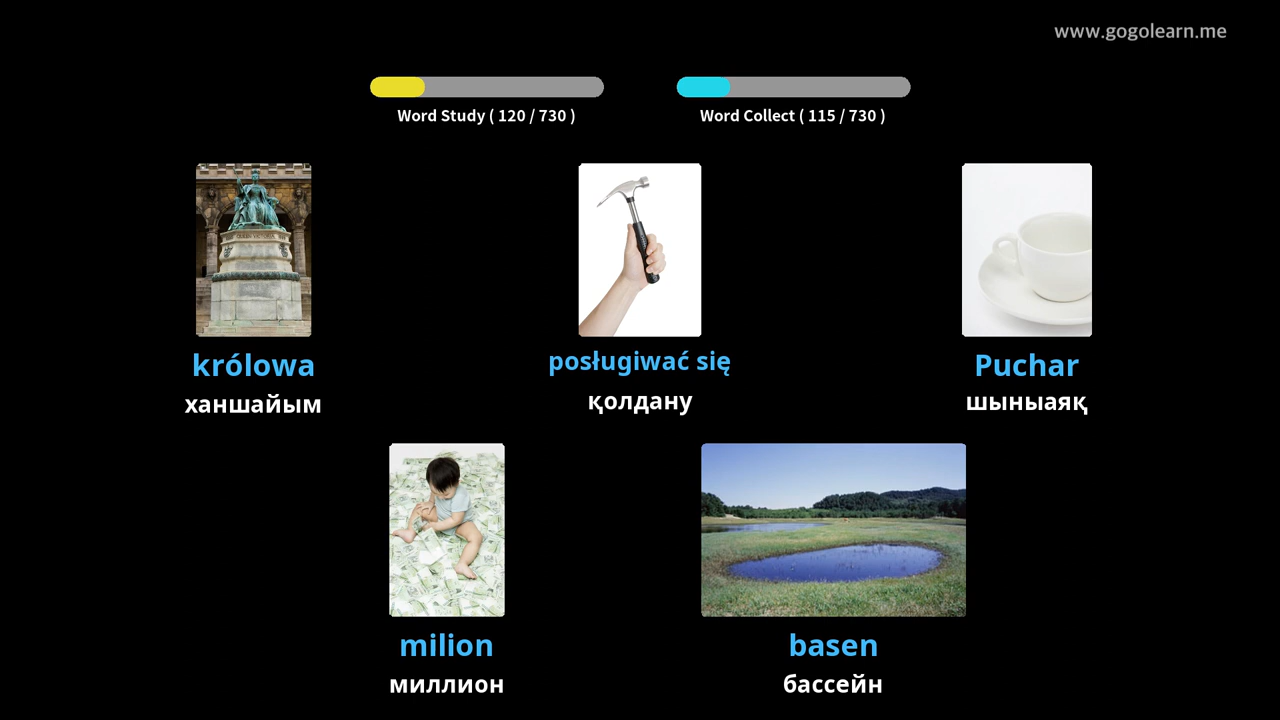 www.gogolearn.me
Word Study ( 120 / 730 )
Word Collect ( 115 / 730 )
królowa
ханшайым
posługiwać się
қолдану
Puchar
шыныаяқ
milion
миллион
basen
бассейн